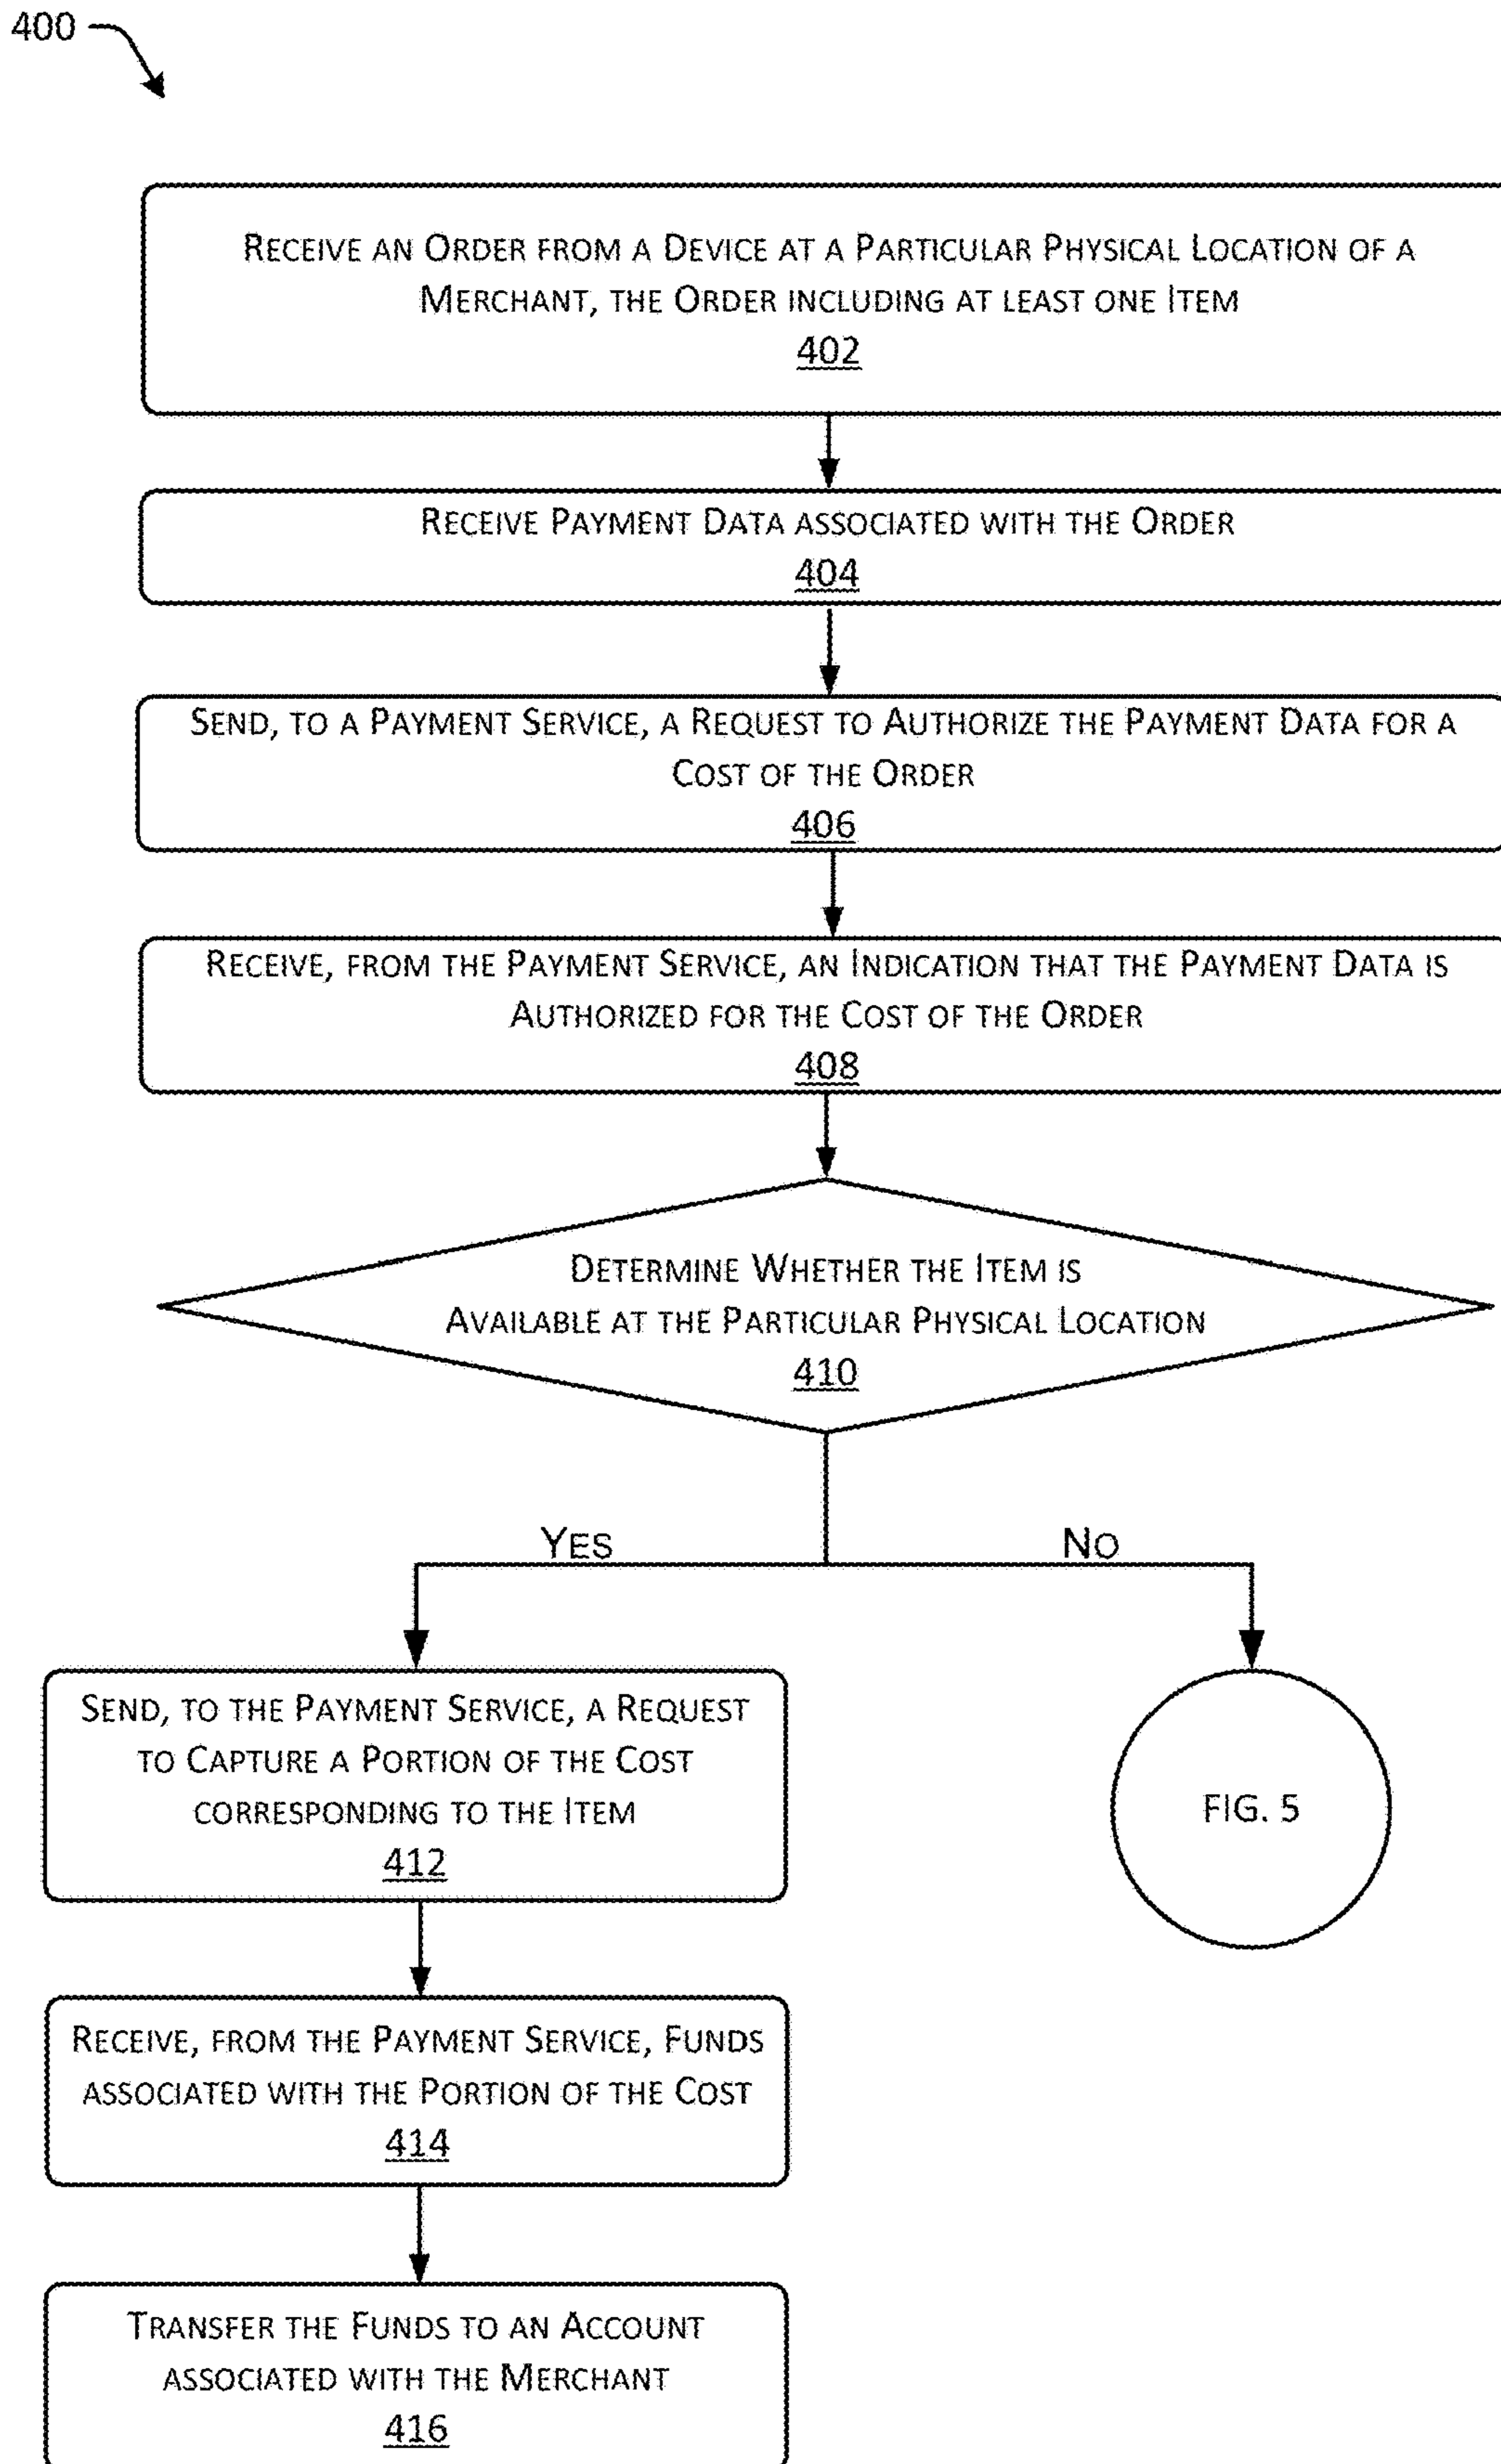 400
Receive an Order from a Device at a Particular Physical Location of a
Merchant, the Order including at least one Item
402
Receive Payment Data associated with the Order
404
Send, to a Payment Service, a Request to Authorize the Payment Data for a
Cost of the Order
406
Receive, from the Payment Service, an Indication that the Payment Data is
Authorized for the Cost of the Order
408
Determine Whether the Item is
Available at the Particular Physical Location
410
Yes
No
Send, to the Payment Service, a Request
to Capture a Portion of the Cost
corresponding to the Item
412
FIG. 5
Receive, from the Payment Service, Funds
associated with the Portion of the Cost
414
Transfer the Funds to an Account
associated with the Merchant
416